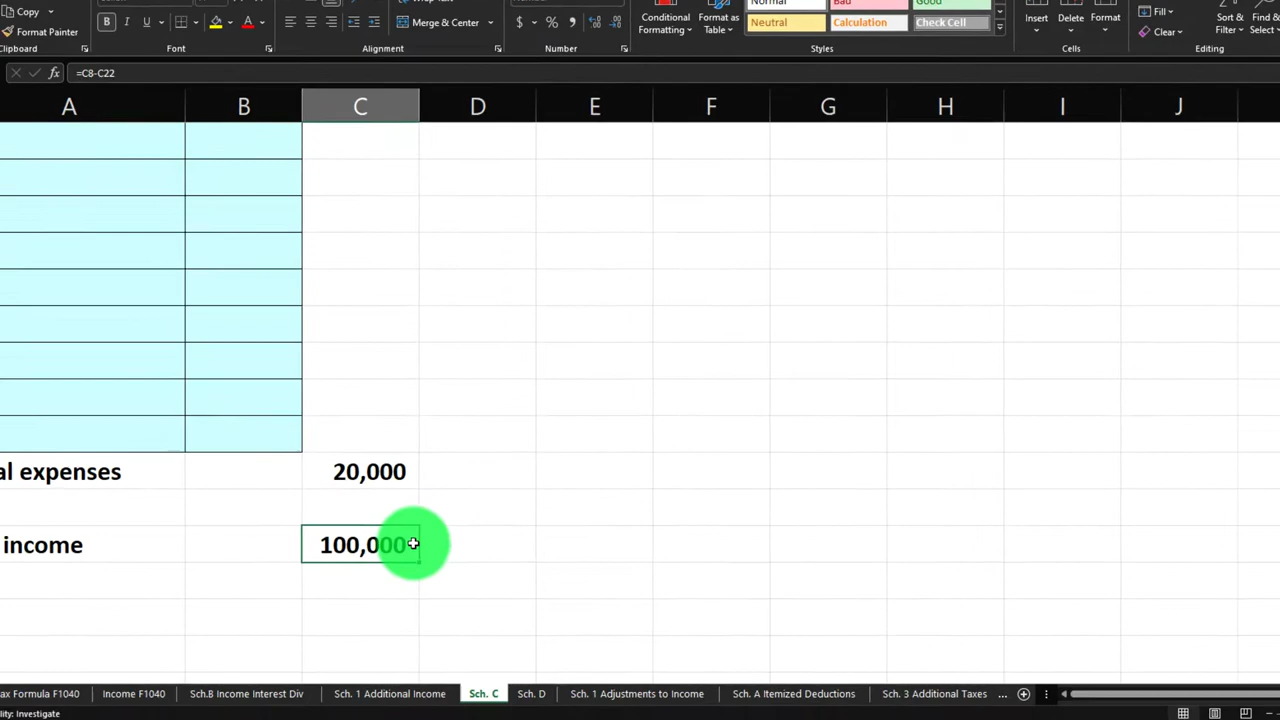 Copy
Format Painter
Clipboard
B I U A
Font
Merge & Center
Alignment
$ % ,
Number
Conditional Formatting
Format as Table
Normal Bad Good
Neutral Calculation Check Cell
Styles
Insert Delete Format
Cells
Fill
Clear
Sort & Filter
Find & Select
Editing
fx =C8-C22
A B C D E F G H I J
al expenses 20,000
income 100,000
ax Formula F1040 Income F1040 Sch.B Income Interest Div Sch. 1 Additional Income Sch. C Sch. D Sch. 1 Adjustments to Income Sch. A Itemized Deductions Sch. 3 Additional Taxes ...
ility: Investigate